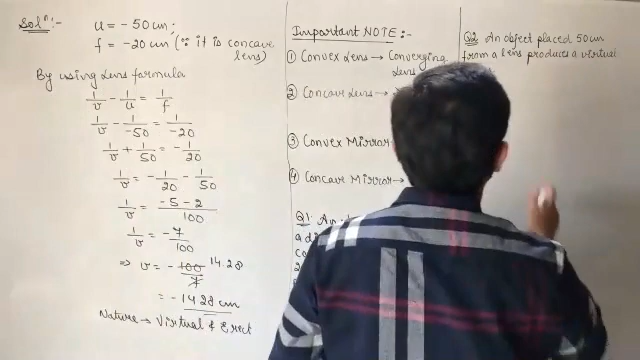 Solⁿ:-
u = -50 cm;
f = -20 cm (∵ it is concave
lens)
By using lens formula
1/v - 1/u = 1/f
1/v - 1/-50 = 1/-20
1/v + 1/50 = -1/20
1/v = -1/20 - 1/50
1/v = -5-2/100
1/v = -7/100
⇒ v = -100/7 14.28
= -14.28 cm
Nature → Virtual & Erect
Important NOTE:-
① Convex Lens → Converging
Lens
② Concave Lens →
③ Convex Mirror
④ Concave Mirror →
Q1. An
Q2 An object placed 50 cm
from a lens produces a virtual